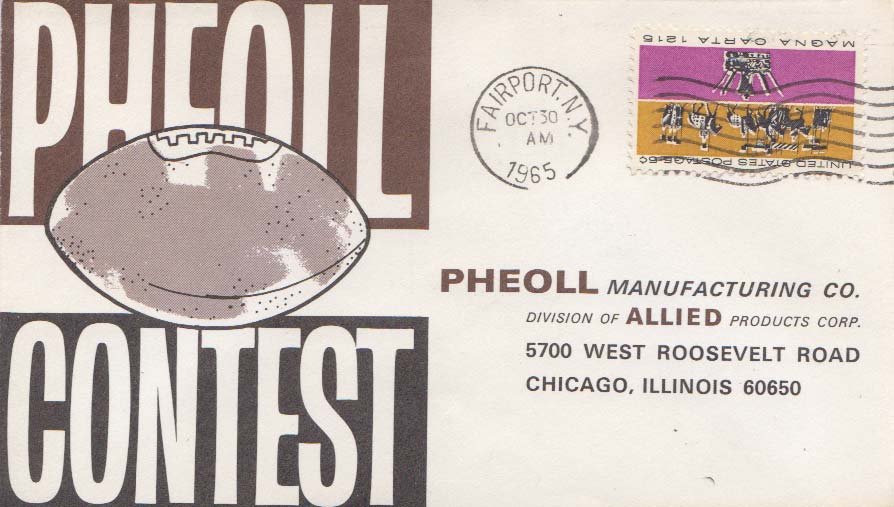 PHEOLL
CONTEST
FAIRPORT, N.Y.
OCT 30
AM
1965
MAGNA CARTA 1215
UNITED STATES POSTAGE 5¢
PHEOLL MANUFACTURING CO.
DIVISION OF ALLIED PRODUCTS CORP.
5700 WEST ROOSEVELT ROAD
CHICAGO, ILLINOIS 60650